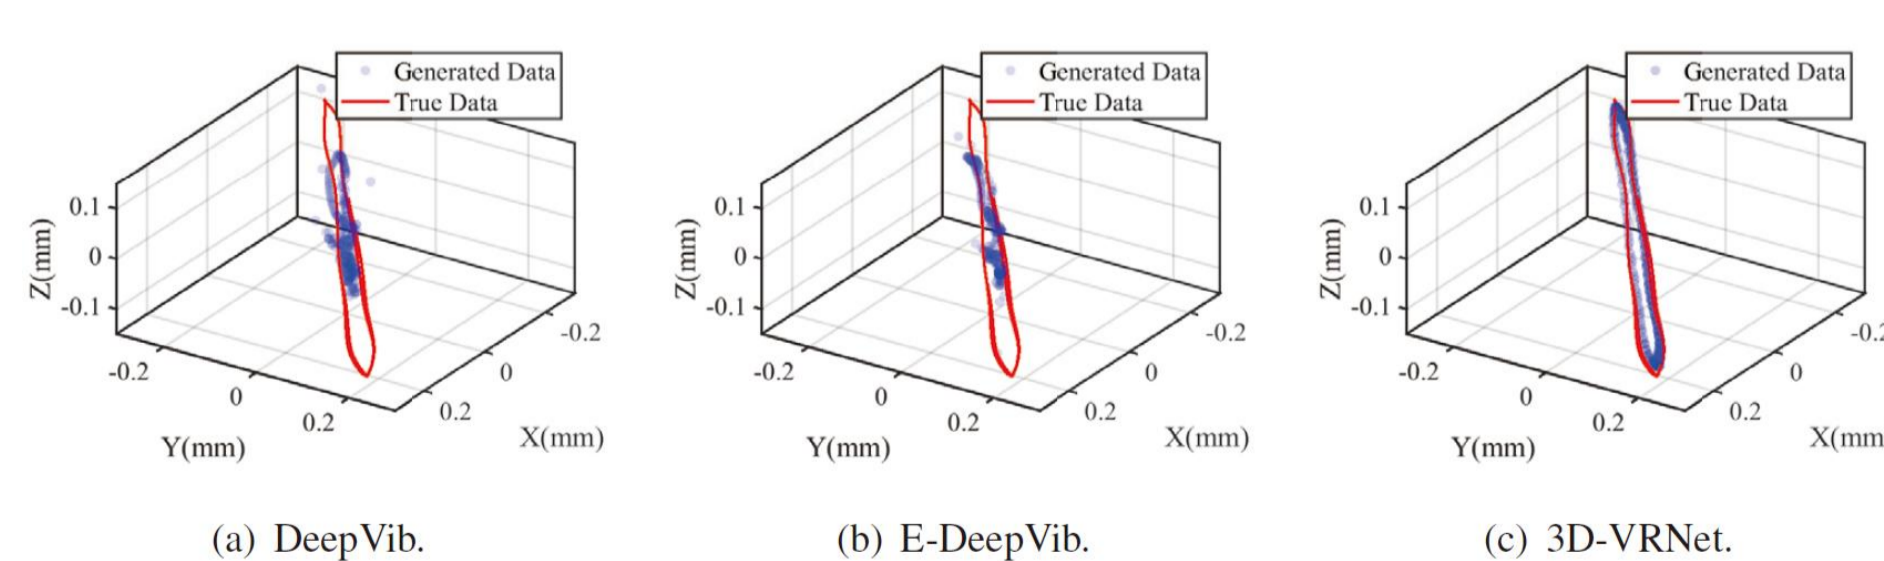 Generated Data
True Data
0.1
0
-0.1
Z(mm)
-0.2
0
0.2
Y(mm)
-0.2
0
0.2
X(mm)
(a) DeepVib.
Generated Data
True Data
0.1
0
-0.1
Z(mm)
-0.2
0
0.2
Y(mm)
-0.2
0
0.2
X(mm)
(b) E-DeepVib.
Generated Data
True Data
0.1
0
-0.1
Z(mm)
-0.2
0
0.2
Y(mm)
-0.2
0
0.2
X(mm
(c) 3D-VRNet.